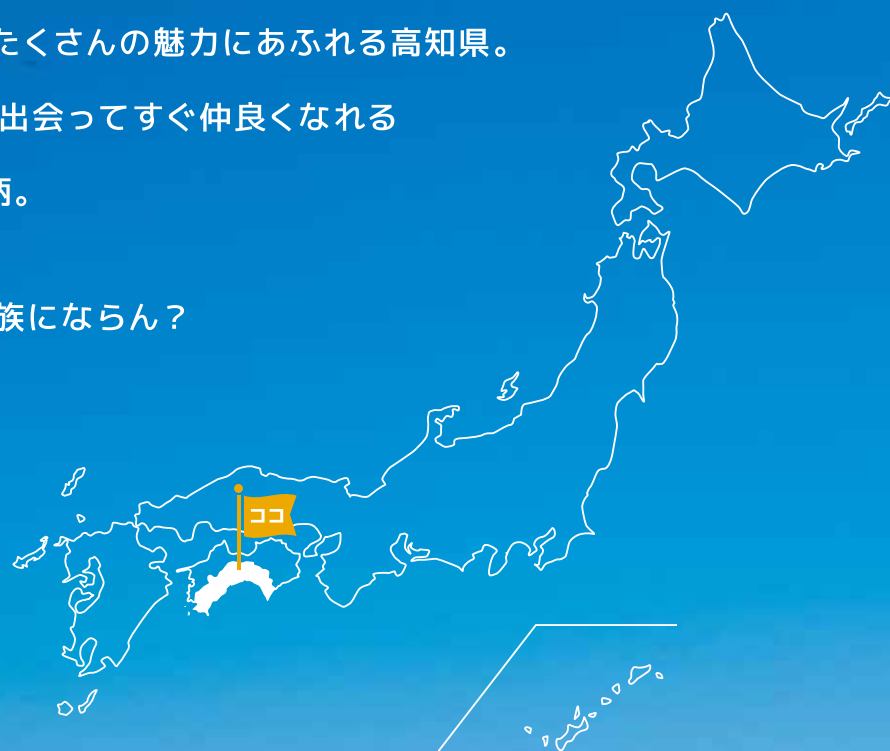 たくさんの魅力にあふれる高知県。
出会ってすぐ仲良くなれる
柄。
族にならん？
ココ